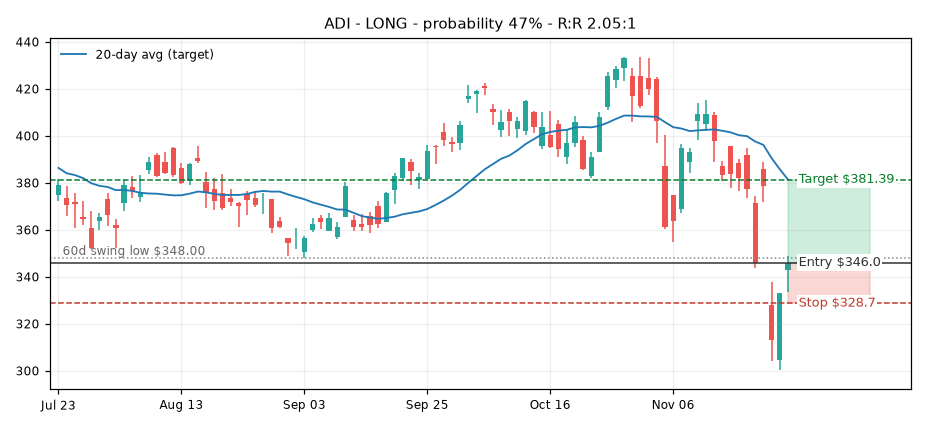 ADI - LONG - probability 47% - R:R 2.05:1
20-day avg (target)
440
420
400
380
360
340
320
300
Target $381.39
60d swing low $348.00
Entry $346.0
Stop $328.7
Jul 23
Aug 13
Sep 03
Sep 25
Oct 16
Nov 06